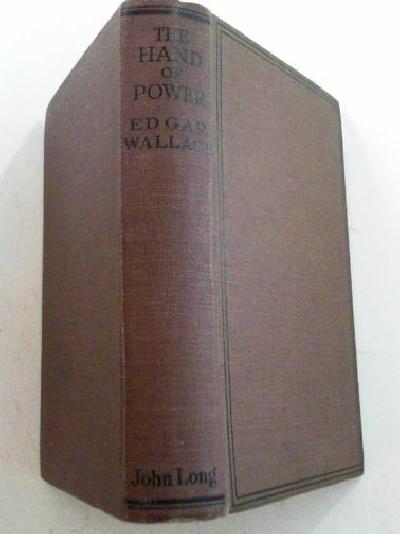 THE
HAND
OF
POWER
EDGAR
WALLACE
John Long